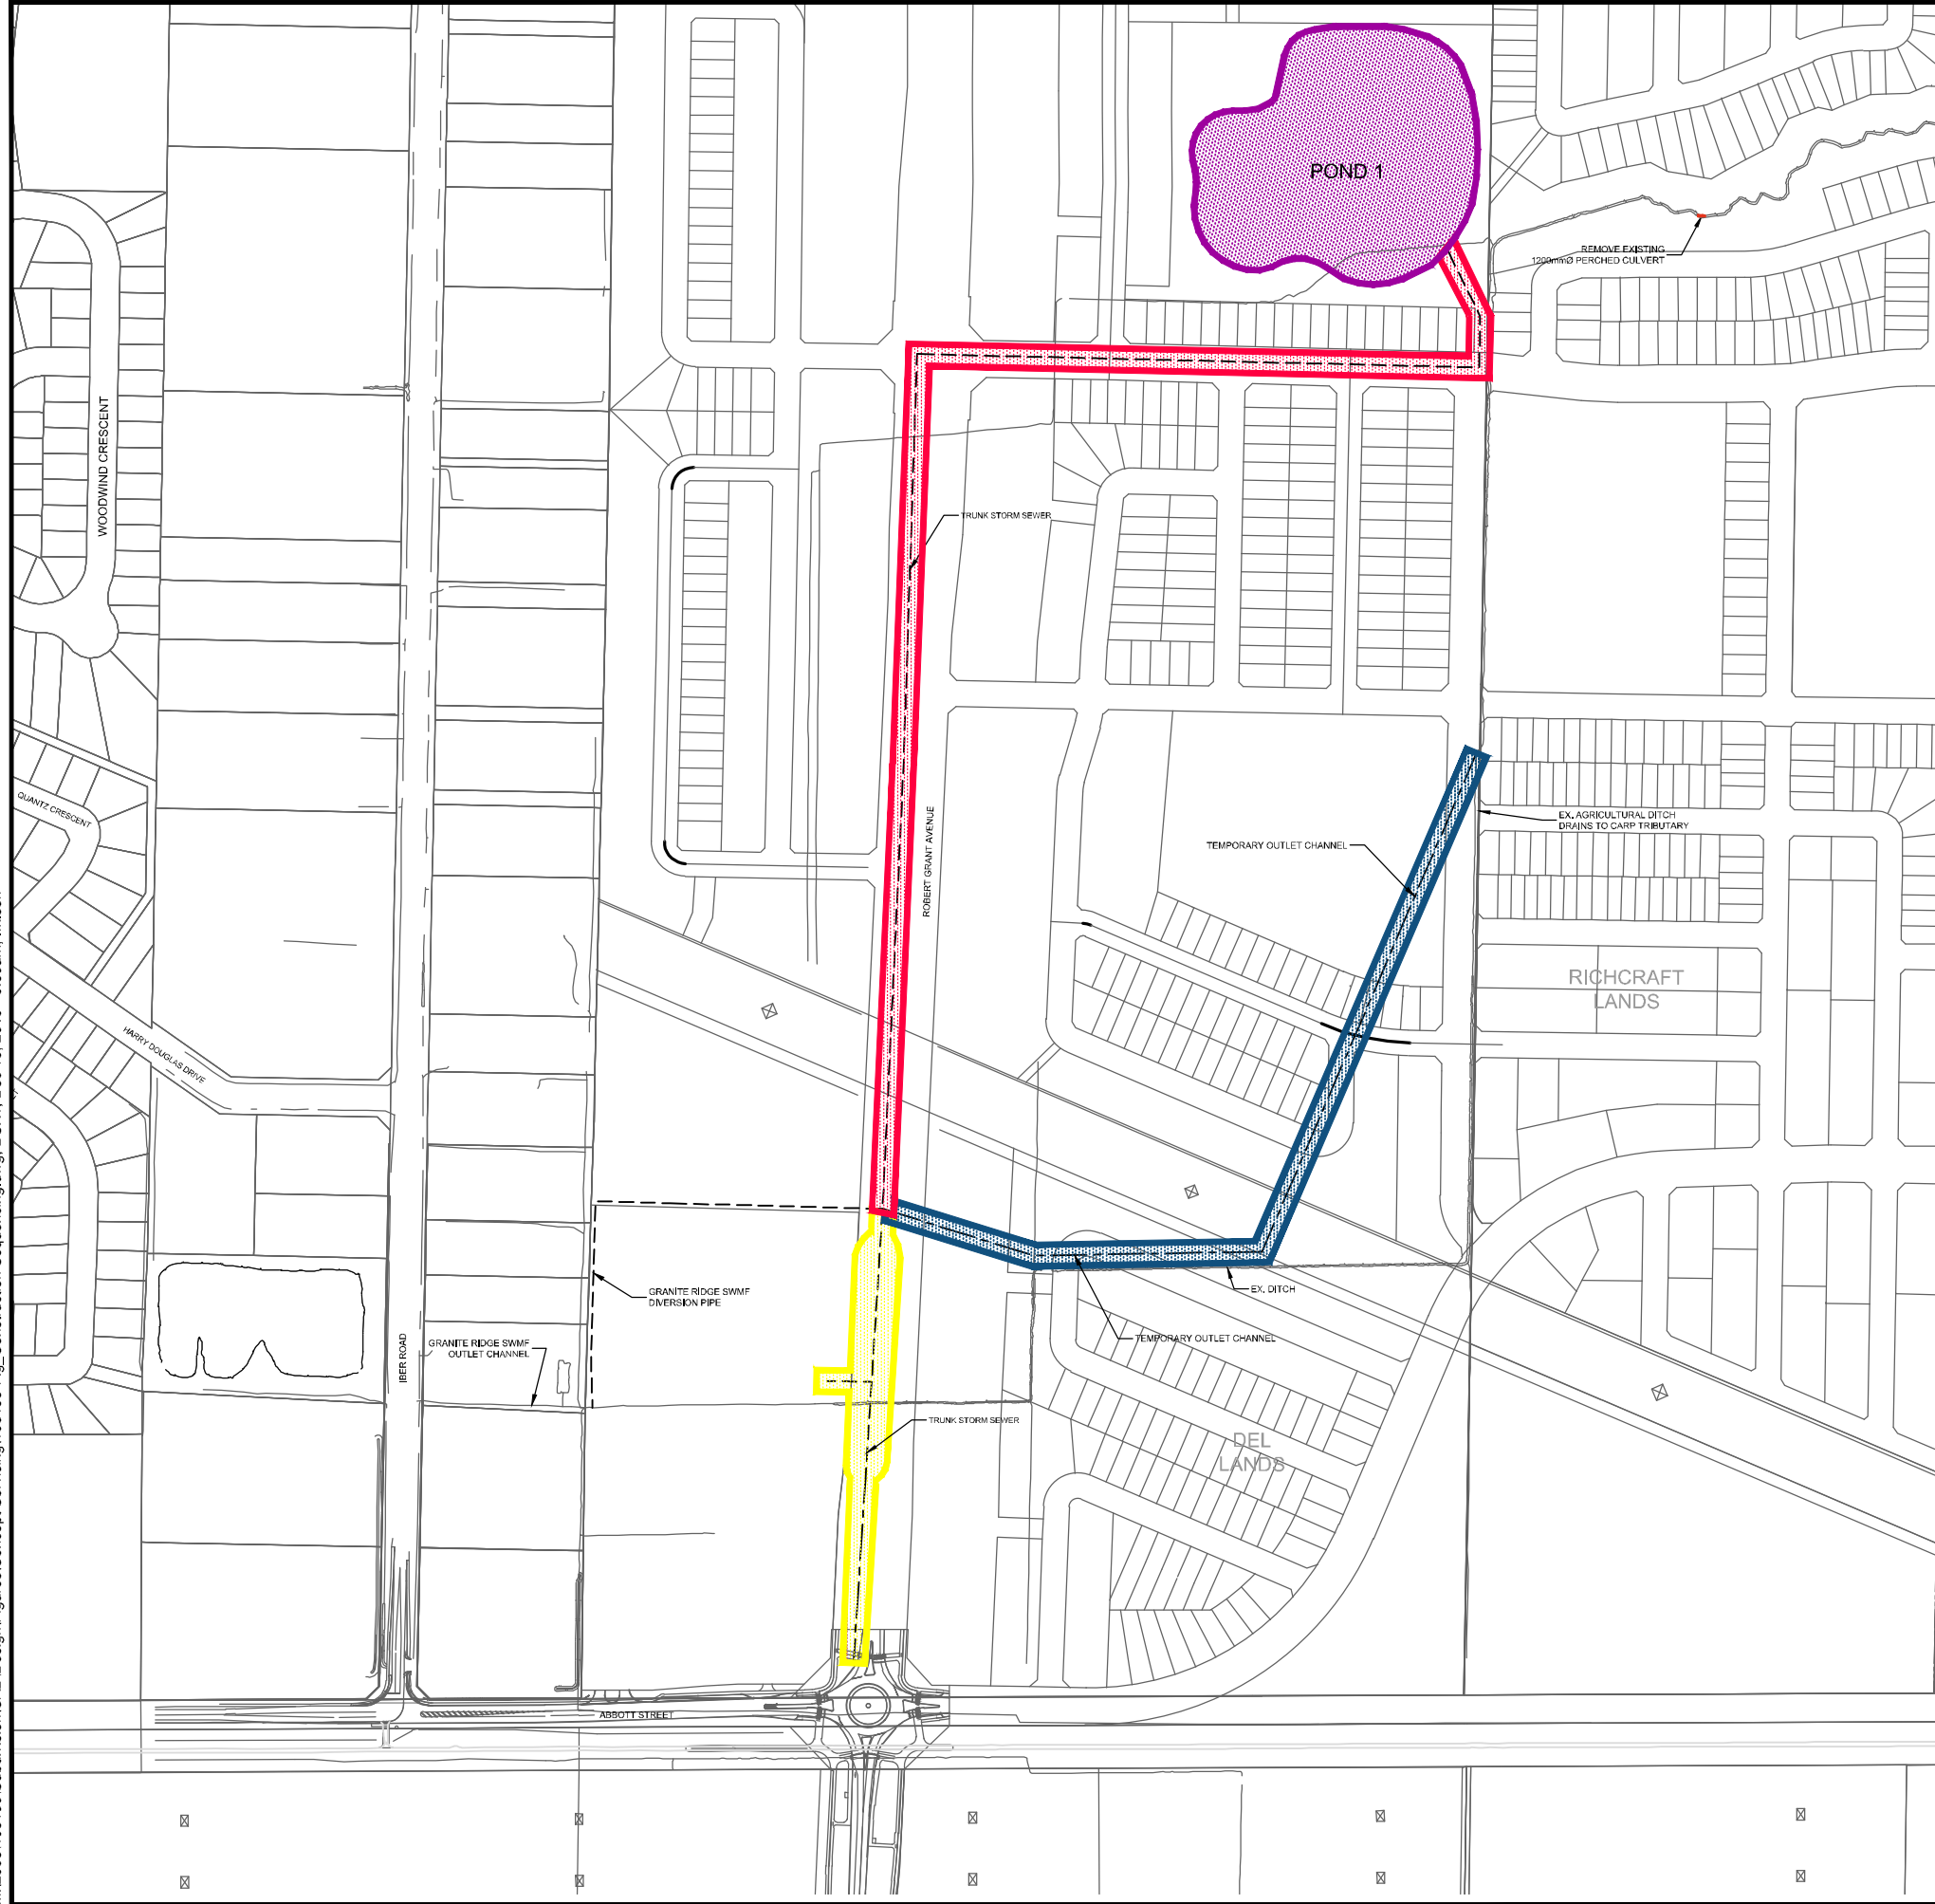 POND 1
REMOVE EXISTING
1200mmØ PERCHED CULVERT
WOODWIND CRESCENT
TRUNK STORM SEWER
QUANTZ CRESCENT
ROBERT GRANT AVENUE
EX. AGRICULTURAL DITCH
DRAINS TO CARP TRIBUTARY
TEMPORARY OUTLET CHANNEL
RICHCRAFT
LANDS
HARRY DOUGLAS DRIVE
GRANITE RIDGE SWMF
DIVERSION PIPE
EX. DITCH
GRANITE RIDGE SWMF
OUTLET CHANNEL
IBER ROAD
TEMPORARY OUTLET CHANNEL
TRUNK STORM SEWER
DEL
LANDS
ABBOTT STREET